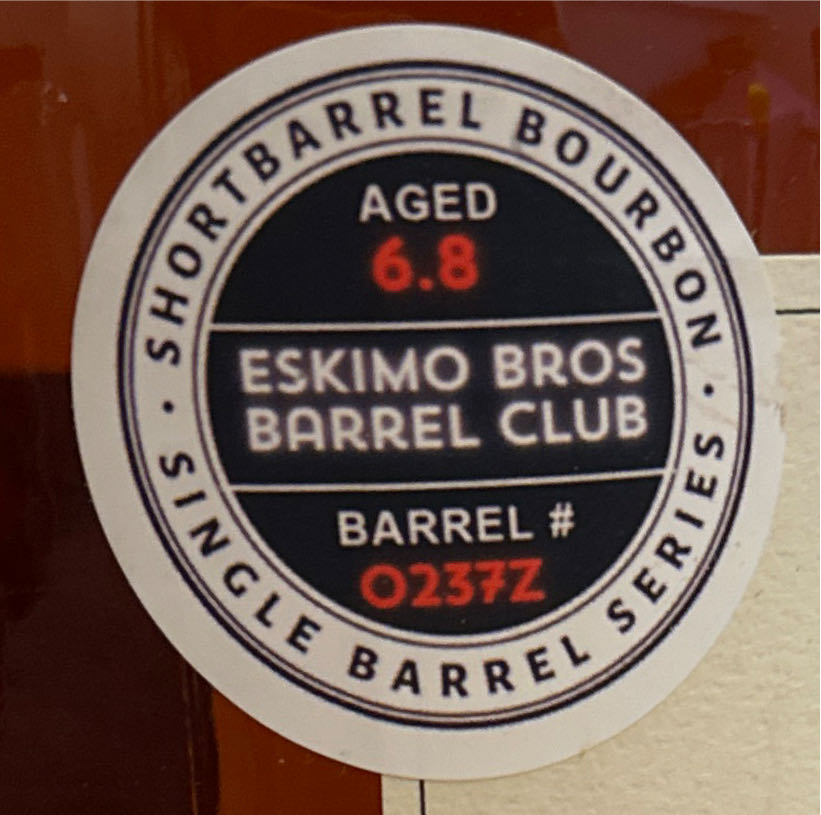 SHORTBARREL BOURBON
AGED
6.8
ESKIMO BROS
BARREL CLUB
BARREL #
0237Z
SINGLE BARREL SERIES